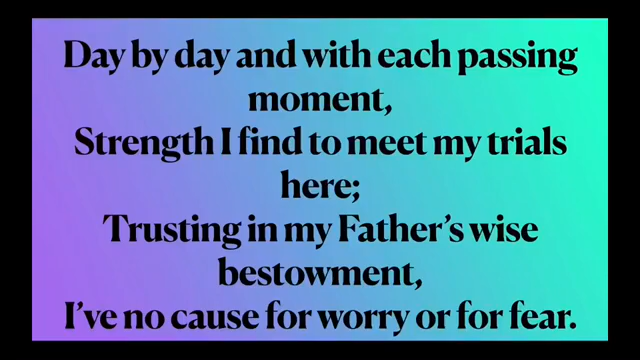 Day by day and with each passing
moment,
Strength I find to meet my trials
here;
Trusting in my Father’s wise
bestowment,
I’ve no cause for worry or for fear.